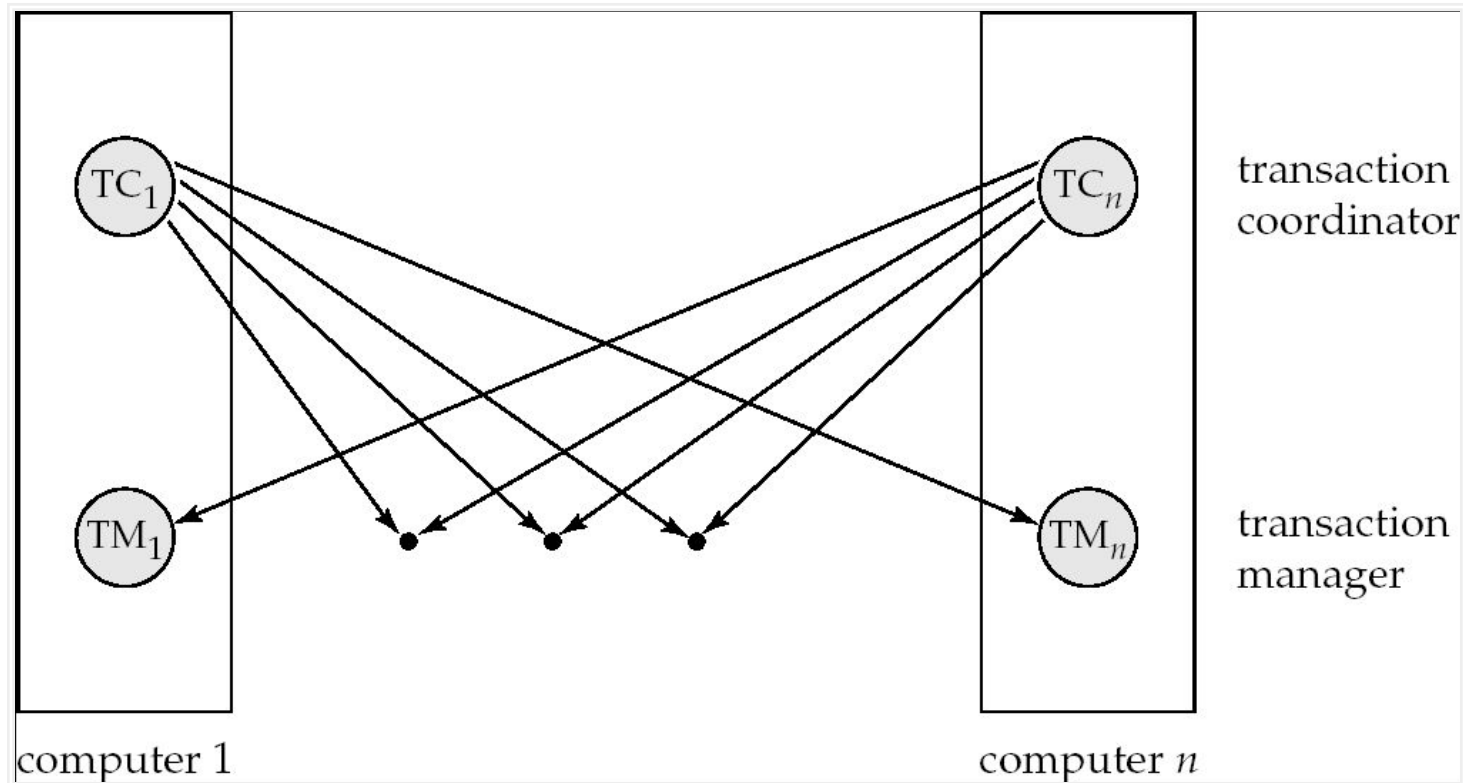 TC1
TCn
transaction
coordinator
TM1
TMn
transaction
manager
computer 1
computer n